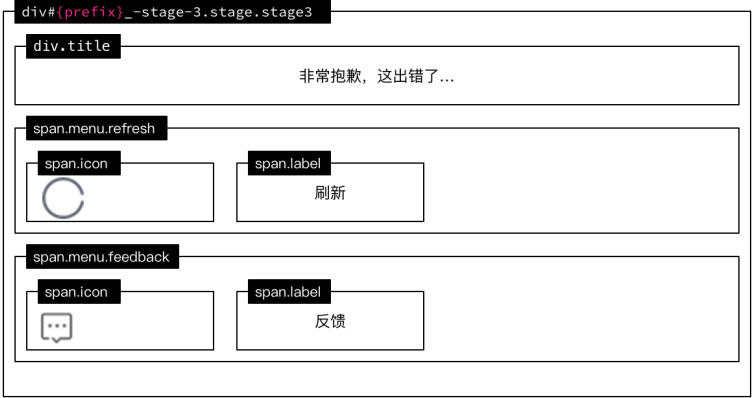 div#{prefix}_-stage-3.stage.stage3
div.title
非常抱歉，这出错了...
span.menu.refresh
span.icon
span.label
刷新
span.menu.feedback
span.icon
span.label
反馈